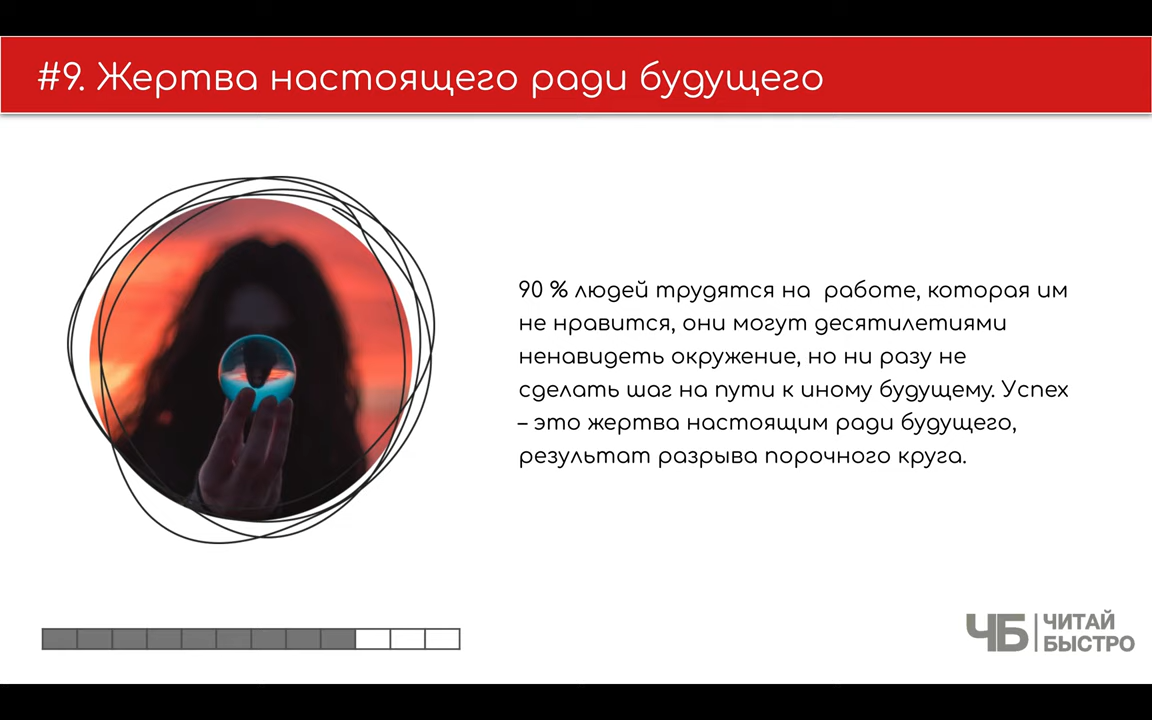 #9. Жертва настоящего ради будущего
90 % людей трудятся на работе, которая им
не нравится, они могут десятилетиями
ненавидеть окружение, но ни разу не
сделать шаг на пути к иному будущему. Успех
– это жертва настоящим ради будущего,
результат разрыва порочного круга.
ЧБ
ЧИТАЙ
БЫСТРО